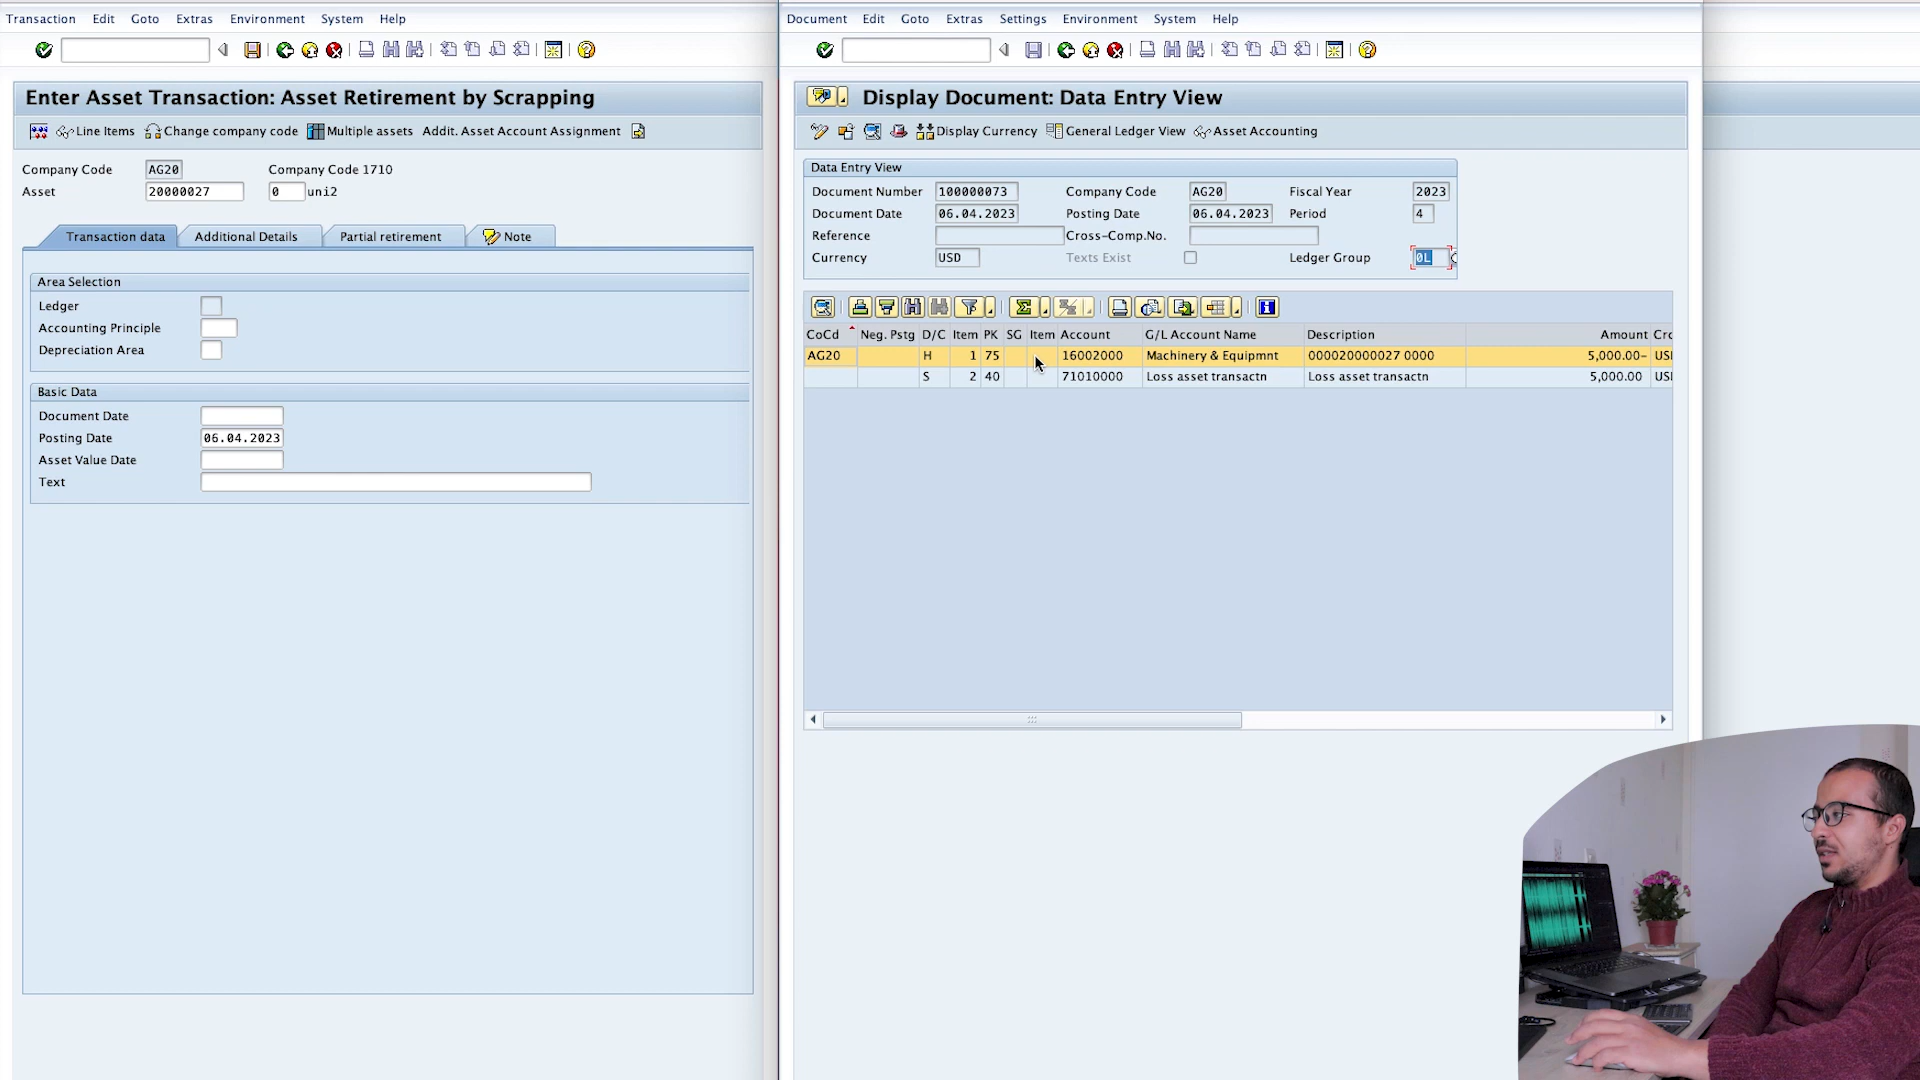 Transaction Edit Goto Extras Environment System Help
Enter Asset Transaction: Asset Retirement by Scrapping
Line Items Change company code Multiple assets Addit. Asset Account Assignment
Company Code AG20 Company Code 1710
Asset 20000027 0 uni2
Transaction data Additional Details Partial retirement Note
Area Selection
Ledger
Accounting Principle
Depreciation Area
Basic Data
Document Date
Posting Date 06.04.2023
Asset Value Date
Text
Document Edit Goto Extras Settings Environment System Help
Display Document: Data Entry View
Display Currency General Ledger View Asset Accounting
Data Entry View
Document Number 100000073 Company Code AG20 Fiscal Year 2023
Document Date 06.04.2023 Posting Date 06.04.2023 Period 4
Reference Cross-Comp.No.
Currency USD Texts Exist Ledger Group 0L
CoCd Neg. Pstg D/C Item PK SG Item Account G/L Account Name Description Amount Crc
AG20 H 1 75 16002000 Machinery & Equipmnt 000020000027 0000 5,000.00- US
S 2 40 71010000 Loss asset transactn Loss asset transactn 5,000.00 US